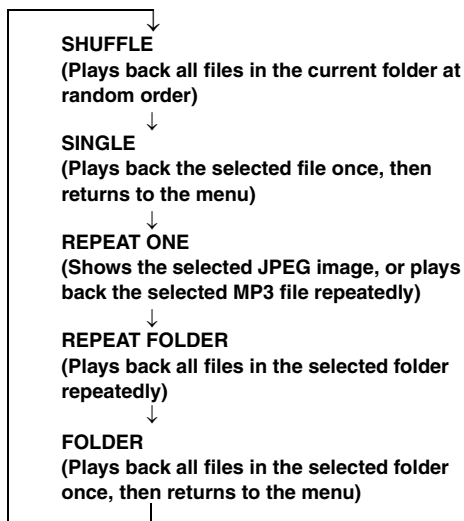 SHUFFLE
(Plays back all files in the current folder at
random order)
SINGLE
(Plays back the selected file once, then
returns to the menu)
REPEAT ONE
(Shows the selected JPEG image, or plays
back the selected MP3 file repeatedly)
REPEAT FOLDER
(Plays back all files in the selected folder
repeatedly)
FOLDER
(Plays back all files in the selected folder
once, then returns to the menu)